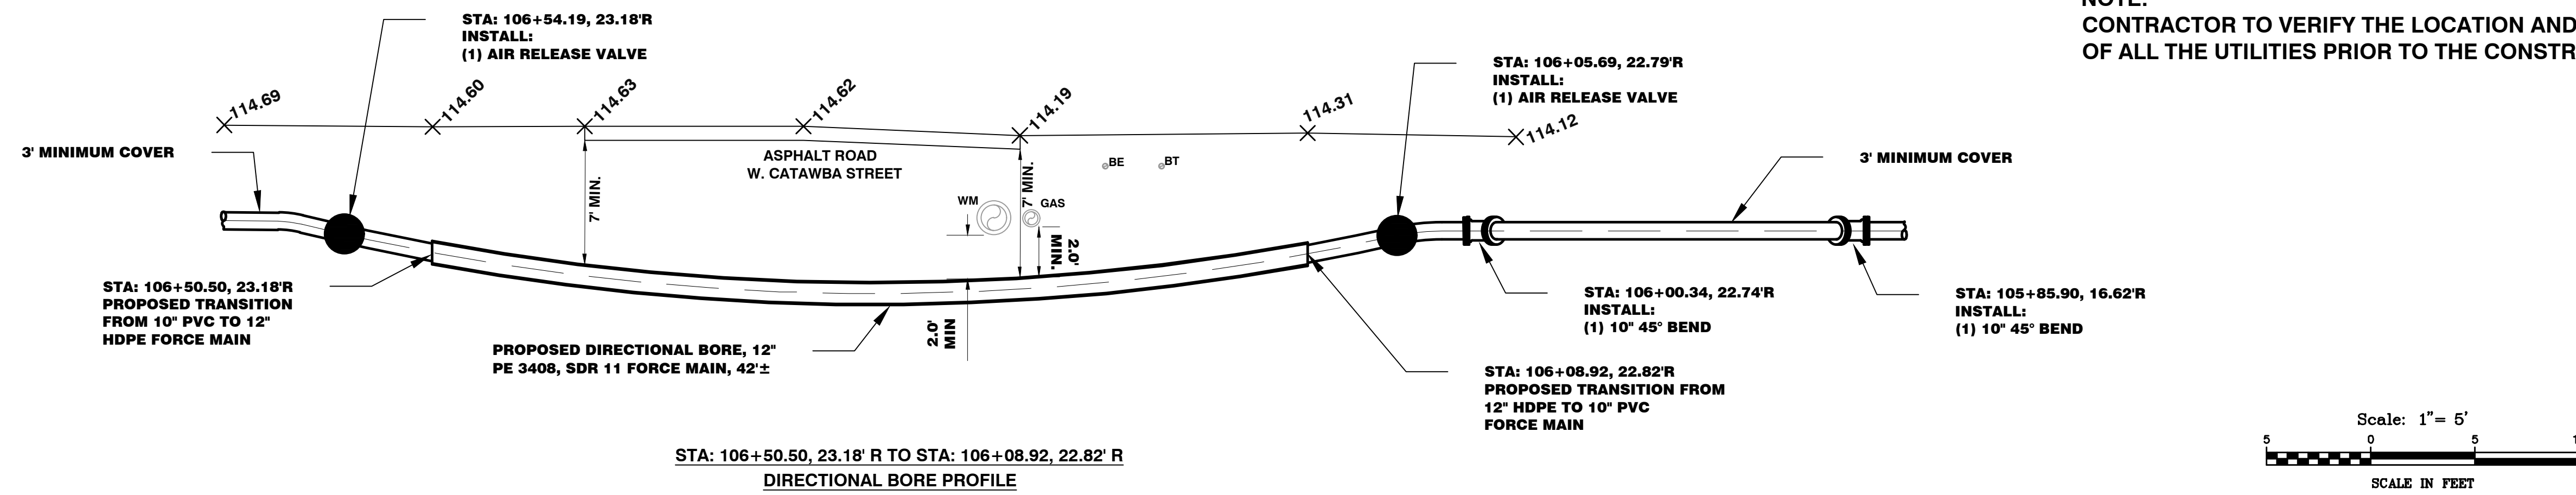 NOTE:
CONTRACTOR TO VERIFY THE LOCATION AND
OF ALL THE UTILITIES PRIOR TO THE CONSTR
STA: 106+54.19, 23.18'R
INSTALL:
(1) AIR RELEASE VALVE
STA: 106+05.69, 22.79'R
INSTALL:
(1) AIR RELEASE VALVE
114.69
114.60
114.63
114.62
114.19
114.31
114.12
3' MINIMUM COVER
ASPHALT ROAD
W. CATAWBA STREET
BE
BT
3' MINIMUM COVER
7' MIN.
WM
7' MIN.
GAS
2.0'
MIN.
STA: 106+50.50, 23.18'R
PROPOSED TRANSITION
FROM 10" PVC TO 12"
HDPE FORCE MAIN
2.0'
MIN
PROPOSED DIRECTIONAL BORE, 12"
PE 3408, SDR 11 FORCE MAIN, 42'±
STA: 106+00.34, 22.74'R
INSTALL:
(1) 10" 45° BEND
STA: 105+85.90, 16.62'R
INSTALL:
(1) 10" 45° BEND
STA: 106+08.92, 22.82'R
PROPOSED TRANSITION FROM
12" HDPE TO 10" PVC
FORCE MAIN
STA: 106+50.50, 23.18' R TO STA: 106+08.92, 22.82' R
DIRECTIONAL BORE PROFILE
Scale: 1"= 5'
5 0 5
SCALE IN FEET